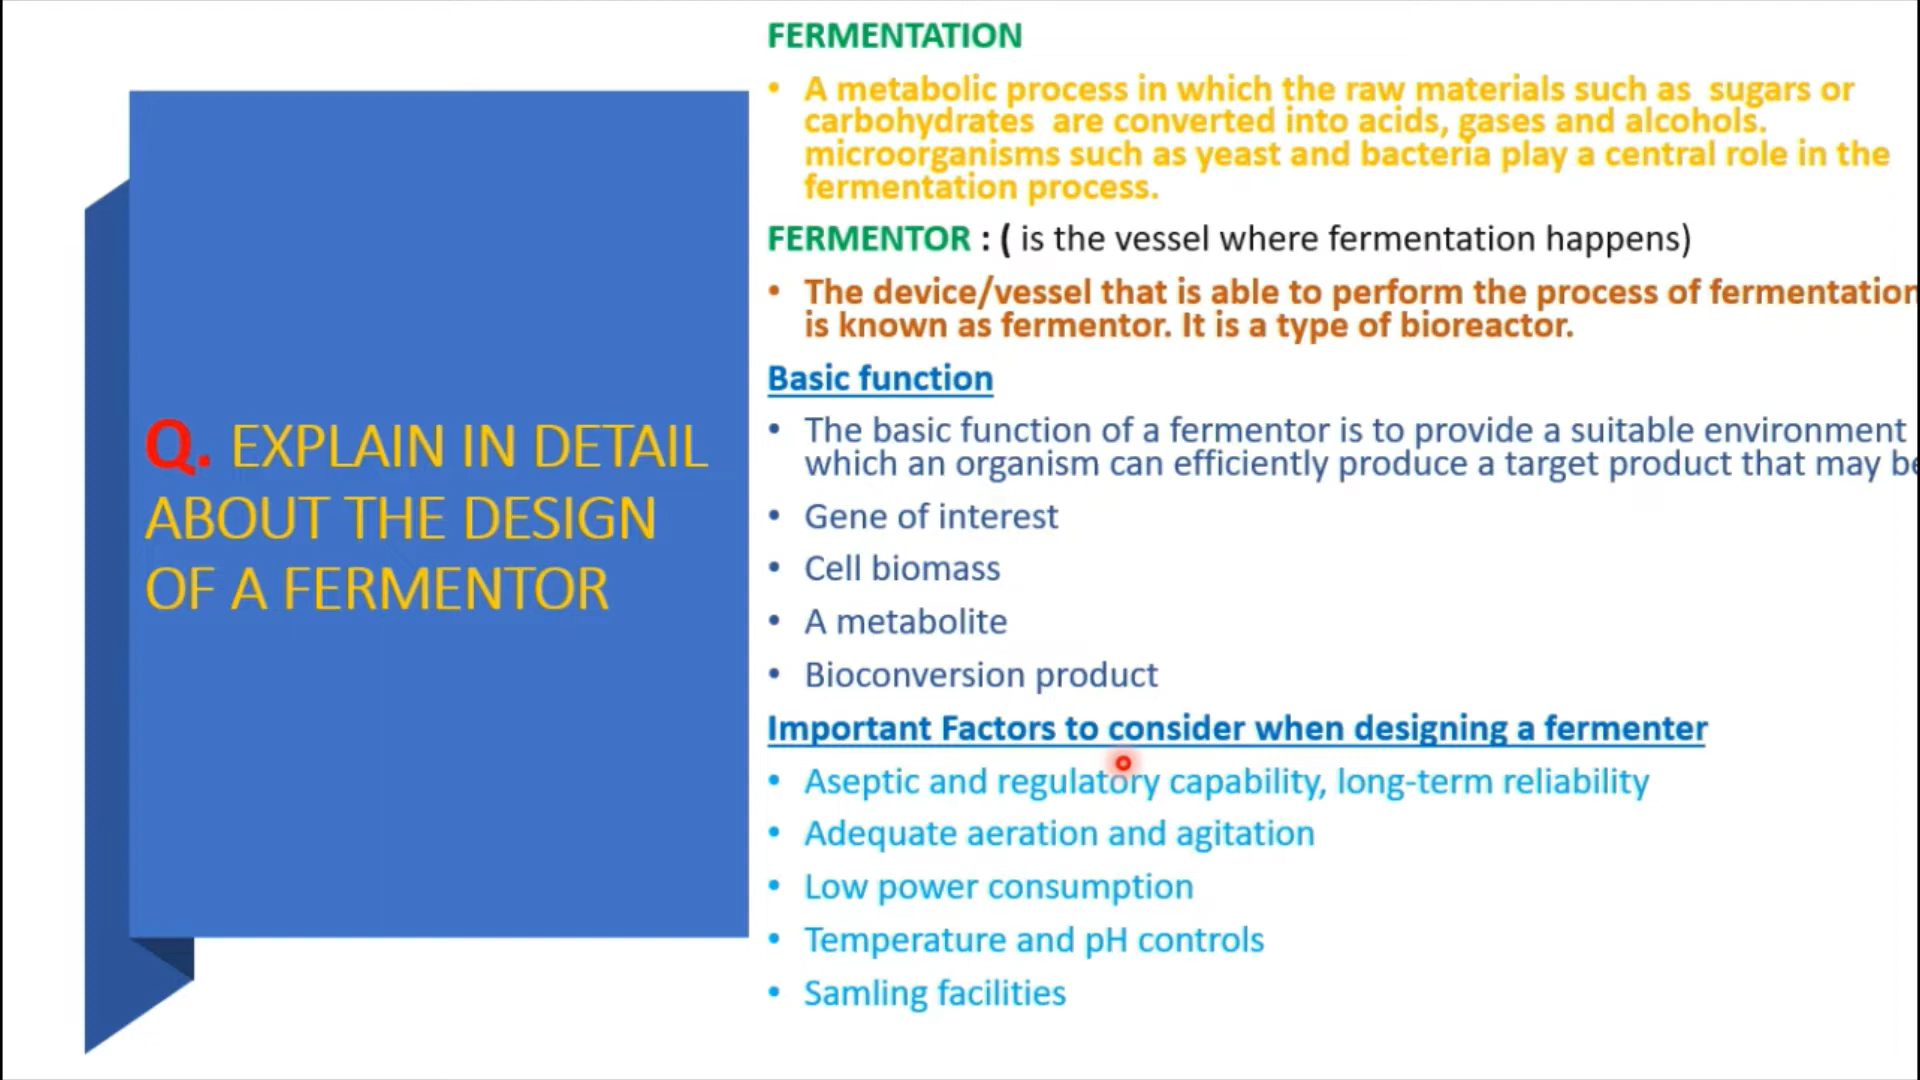 Q. EXPLAIN IN DETAIL
ABOUT THE DESIGN
OF A FERMENTOR
FERMENTATION
• A metabolic process in which the raw materials such as  sugars or
carbohydrates  are converted into acids, gases and alcohols.
microorganisms such as yeast and bacteria play a central role in the
fermentation process.
FERMENTOR : ( is the vessel where fermentation happens)
• The device/vessel that is able to perform the process of fermentation
is known as fermentor. It is a type of bioreactor.
Basic function
• The basic function of a fermentor is to provide a suitable environment
which an organism can efficiently produce a target product that may be
• Gene of interest
• Cell biomass
• A metabolite
• Bioconversion product
Important Factors to consider when designing a fermenter
• Aseptic and regulatory capability, long-term reliability
• Adequate aeration and agitation
• Low power consumption
• Temperature and pH controls
• Samling facilities